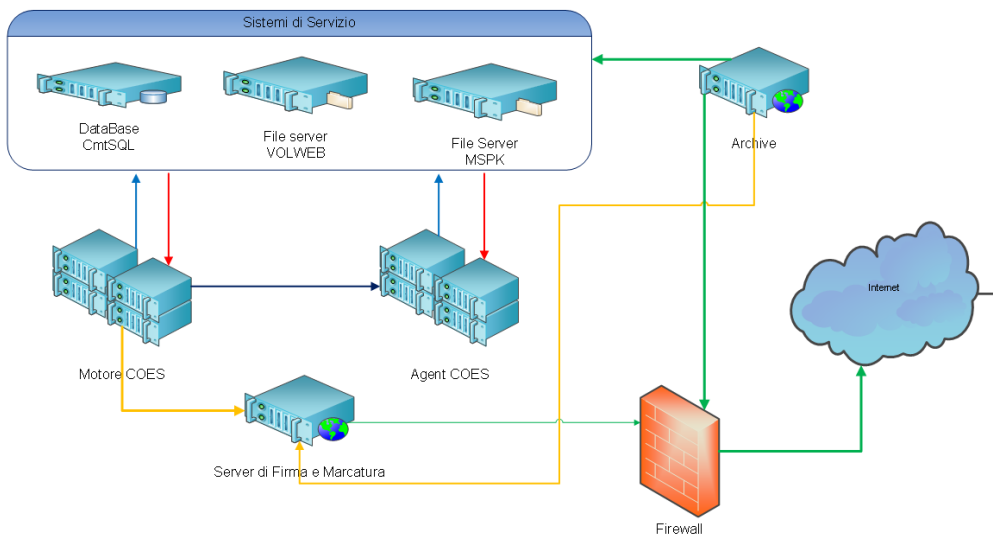 Sistemi di Servizio
DataBase
CmtSQL
File server
VOLWEB
File Server
MSPK
Archive
Internet
Motore COES
Agent COES
Server di Firma e Marcatura
Firewall